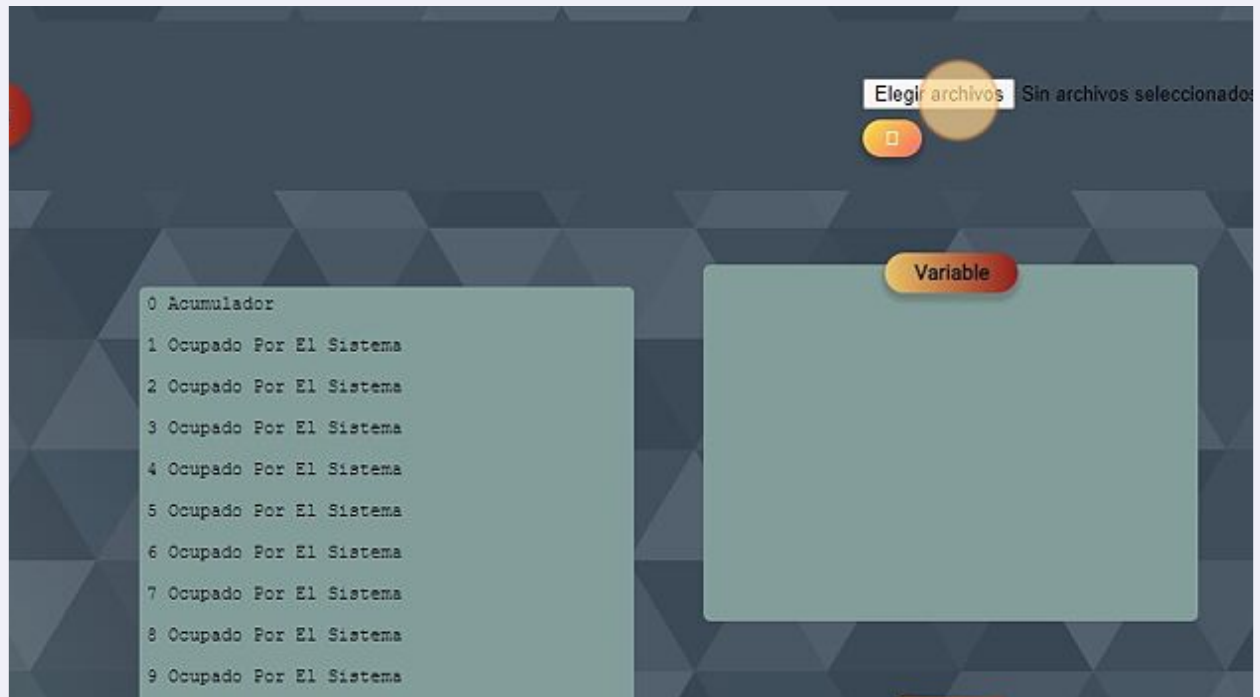 Elegir archivos Sin archivos seleccionados
Variable
0 Acumulador
1 Ocupado Por El Sistema
2 Ocupado Por El Sistema
3 Ocupado Por El Sistema
4 Ocupado Por El Sistema
5 Ocupado Por El Sistema
6 Ocupado Por El Sistema
7 Ocupado Por El Sistema
8 Ocupado Por El Sistema
9 Ocupado Por El Sistema